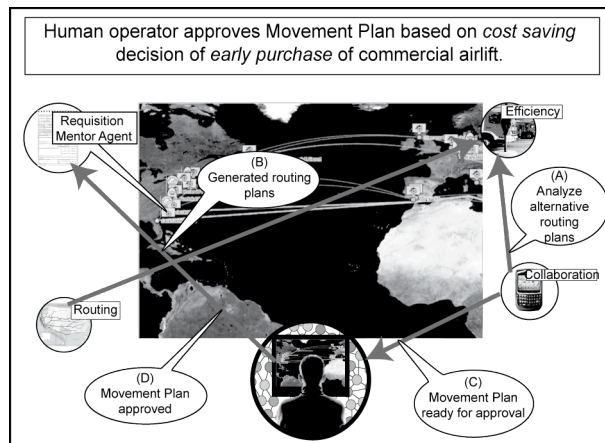 Human operator approves Movement Plan based on cost saving
decision of early purchase of commercial airlift.
Requisition
Mentor Agent
Efficiency
(B)
Generated routing
plans
(A)
Analyze
alternative
routing
plans
Collaboration
Routing
(D)
Movement Plan
approved
(C)
Movement Plan
ready for approval